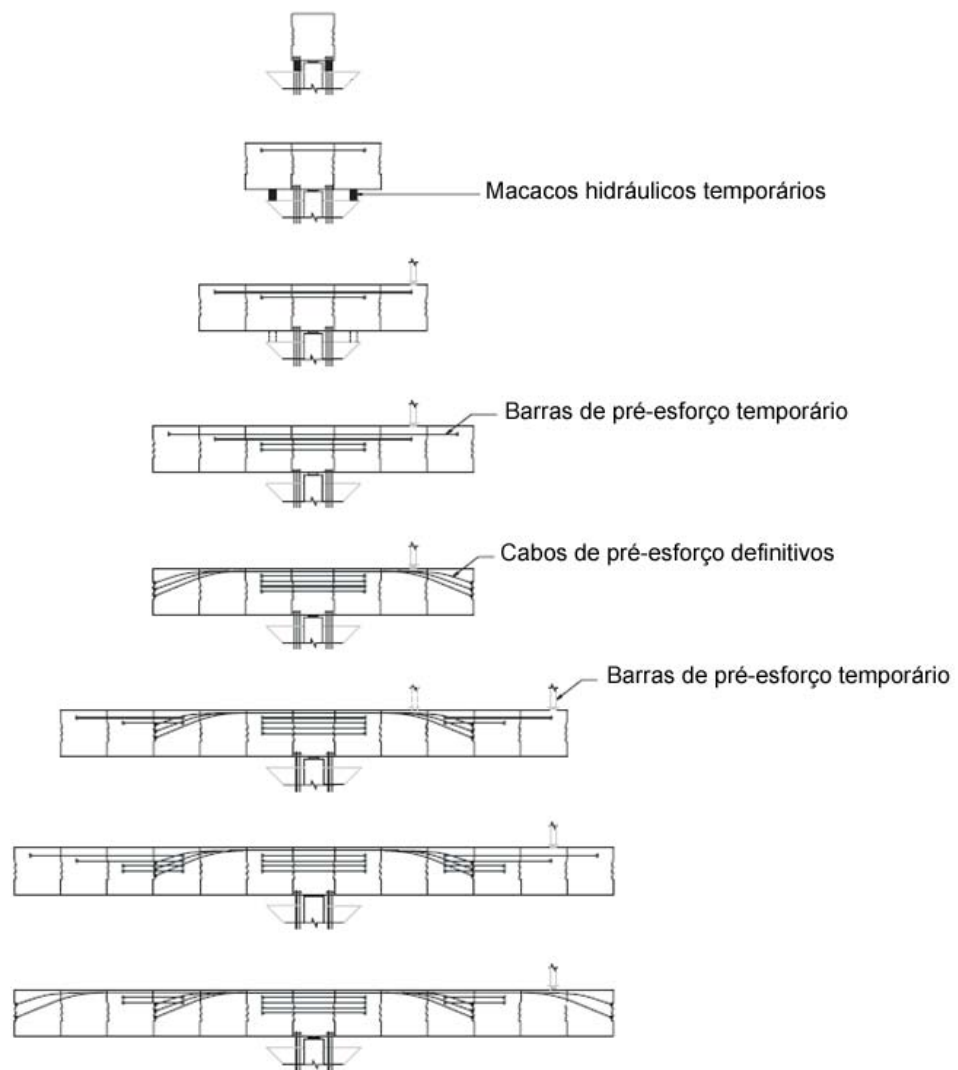 Macacos hidráulicos temporários
Barras de pré-esforço temporário
Cabos de pré-esforço definitivos
Barras de pré-esforço temporário